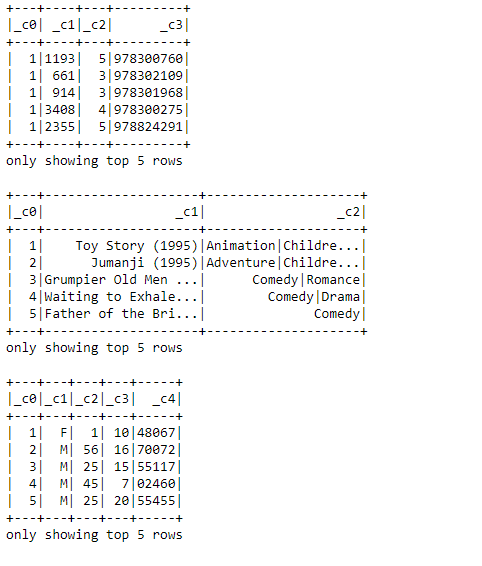 +---+----+---+---------+
|_c0| _c1|_c2|      _c3|
+---+----+---+---------+
|  1|1193|  5|978300760|
|  1| 661|  3|978302109|
|  1| 914|  3|978301968|
|  1|3408|  4|978300275|
|  1|2355|  5|978824291|
+---+----+---+---------+
only showing top 5 rows
+---+--------------------+--------------------+
|_c0|                 _c1|                 _c2|
+---+--------------------+--------------------+
|  1|    Toy Story (1995)|Animation|Childre...|
|  2|      Jumanji (1995)|Adventure|Childre...|
|  3|Grumpier Old Men ...|      Comedy|Romance|
|  4|Waiting to Exhale...|        Comedy|Drama|
|  5|Father of the Bri...|              Comedy|
+---+--------------------+--------------------+
only showing top 5 rows
+---+---+---+---+-----+
|_c0|_c1|_c2|_c3|  _c4|
+---+---+---+---+-----+
|  1|  F|  1| 10|48067|
|  2|  M| 56| 16|70072|
|  3|  M| 25| 15|55117|
|  4|  M| 45|  7|02460|
|  5|  M| 25| 20|55455|
+---+---+---+---+-----+
only showing top 5 rows